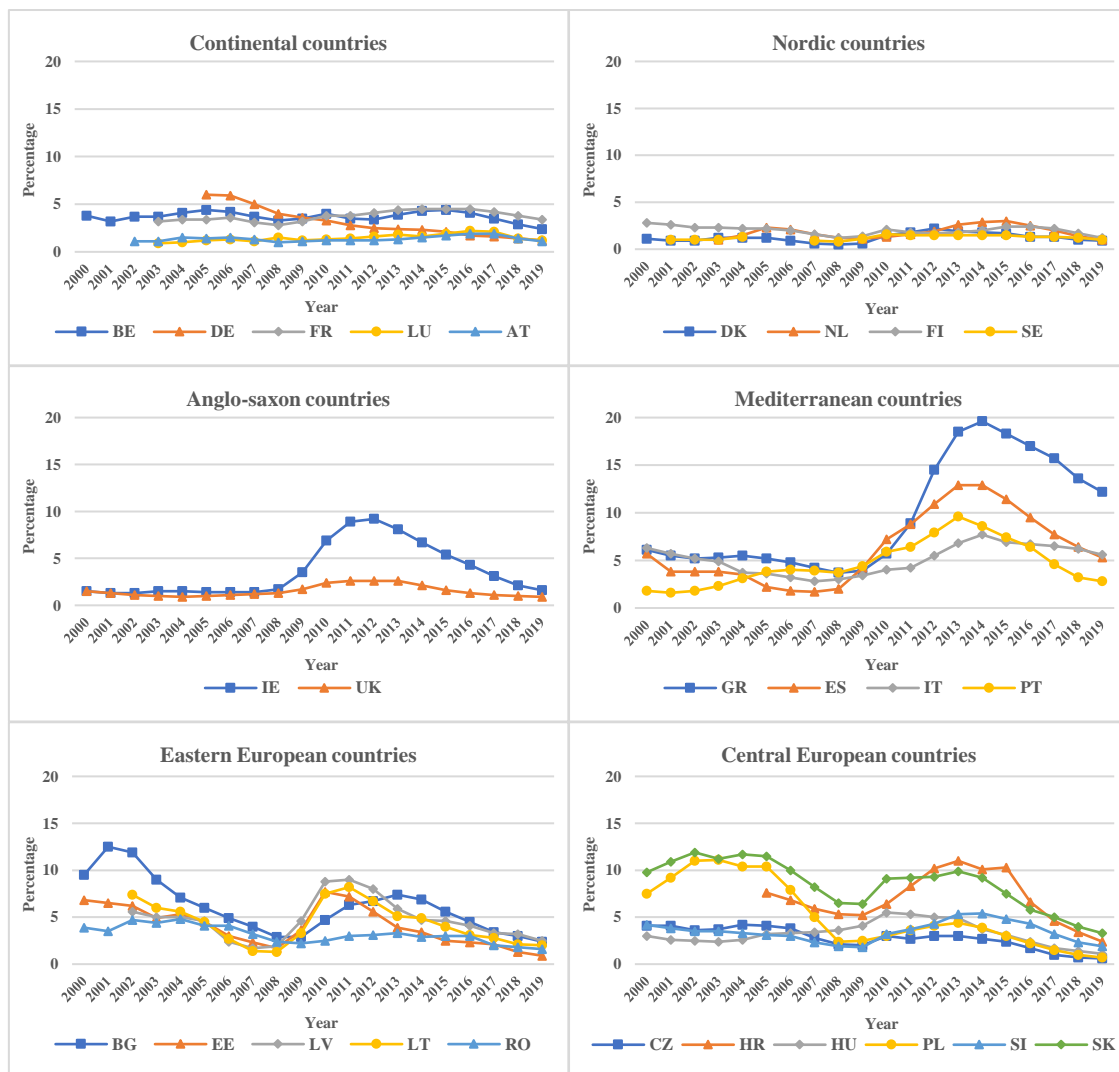 Continental countries
20
15
10
5
0
Percentage
2000 2001 2002 2003 2004 2005 2006 2007 2008 2009 2010 2011 2012 2013 2014 2015 2016 2017 2018 2019
Year
BE DE FR LU AT
Nordic countries
20
15
10
5
0
Percentage
2000 2001 2002 2003 2004 2005 2006 2007 2008 2009 2010 2011 2012 2013 2014 2015 2016 2017 2018 2019
Year
DK NL FI SE
Anglo-saxon countries
20
15
10
5
0
Percentage
2000 2001 2002 2003 2004 2005 2006 2007 2008 2009 2010 2011 2012 2013 2014 2015 2016 2017 2018 2019
Year
IE UK
Mediterranean countries
20
15
10
5
0
Percentage
2000 2001 2002 2003 2004 2005 2006 2007 2008 2009 2010 2011 2012 2013 2014 2015 2016 2017 2018 2019
Year
GR ES IT PT
Eastern European countries
20
15
10
5
0
Percentage
2000 2001 2002 2003 2004 2005 2006 2007 2008 2009 2010 2011 2012 2013 2014 2015 2016 2017 2018 2019
Year
BG EE LV LT RO
Central European countries
20
15
10
5
0
Percentage
2000 2001 2002 2003 2004 2005 2006 2007 2008 2009 2010 2011 2012 2013 2014 2015 2016 2017 2018 2019
Year
CZ HR HU PL SI SK